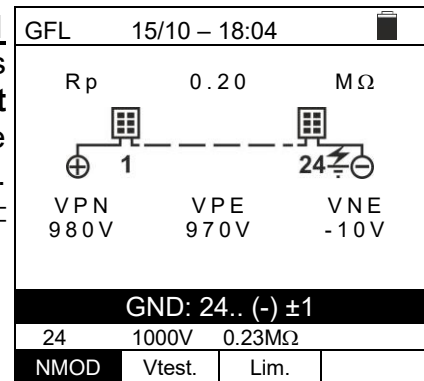 GFL 15/10 – 18:04
Rp 0.20 MΩ
1 24
VPN VPE VNE
980V 970V -10V
GND: 24.. (-) ±1
24 1000V 0.23MΩ
NMOD Vtest. Lim.